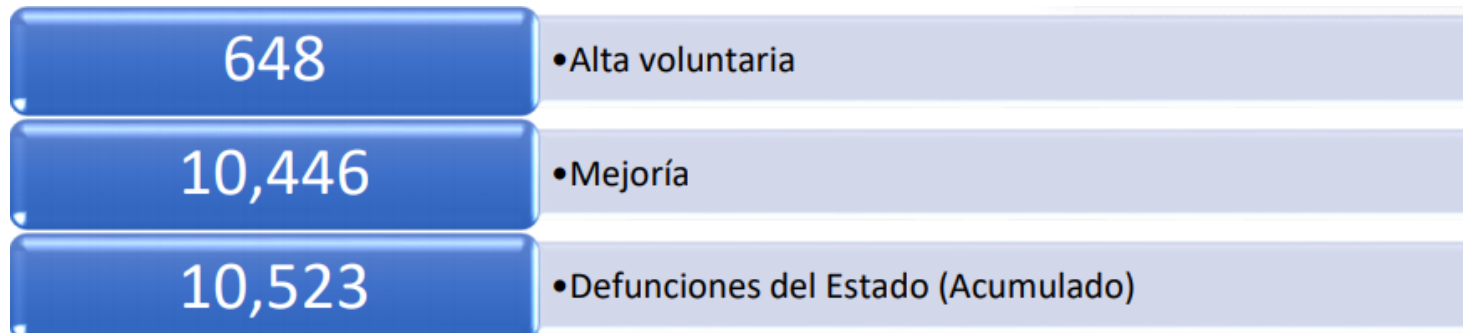 648
•Alta voluntaria
10,446
•Mejoría
10,523
•Defunciones del Estado (Acumulado)